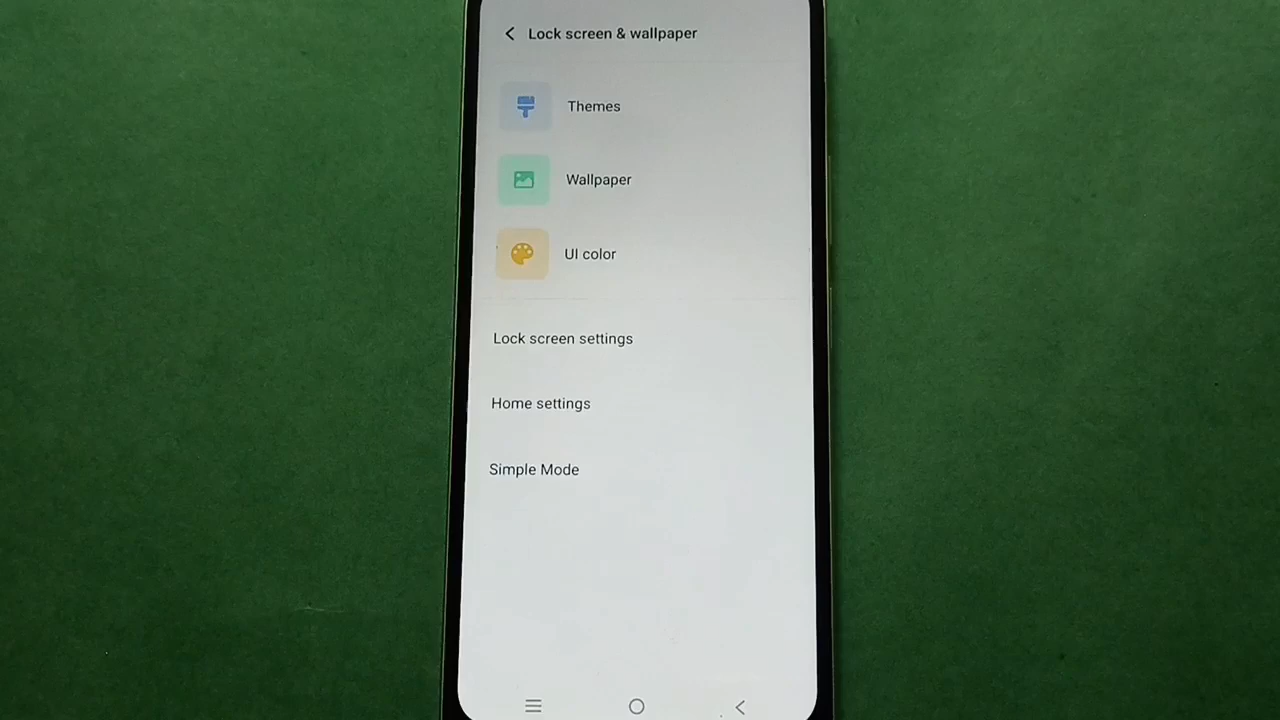 Lock screen & wallpaper
Themes
Wallpaper
UI color
Lock screen settings
Home settings
Simple Mode